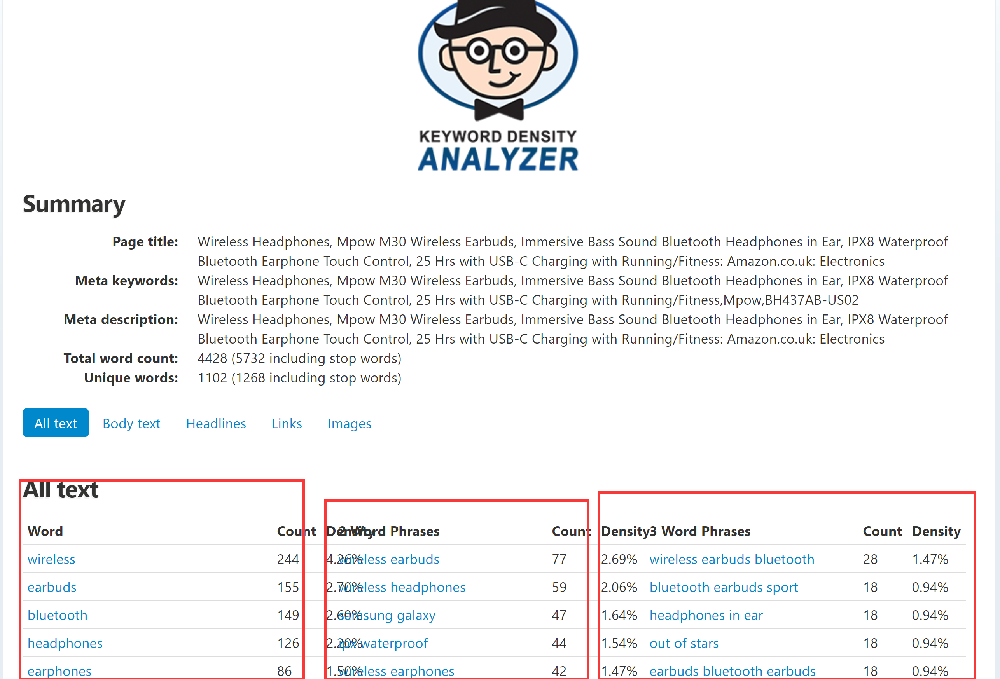 KEYWORD DENSITY
ANALYZER
Summary
Page title: Wireless Headphones, Mpow M30 Wireless Earbuds, Immersive Bass Sound Bluetooth Headphones in Ear, IPX8 Waterproof
Bluetooth Earphone Touch Control, 25 Hrs with USB-C Charging with Running/Fitness: Amazon.co.uk: Electronics
Meta keywords: Wireless Headphones, Mpow M30 Wireless Earbuds, Immersive Bass Sound Bluetooth Headphones in Ear, IPX8 Waterproof
Bluetooth Earphone Touch Control, 25 Hrs with USB-C Charging with Running/Fitness,Mpow,BH437AB-US02
Meta description: Wireless Headphones, Mpow M30 Wireless Earbuds, Immersive Bass Sound Bluetooth Headphones in Ear, IPX8 Waterproof
Bluetooth Earphone Touch Control, 25 Hrs with USB-C Charging with Running/Fitness: Amazon.co.uk: Electronics
Total word count: 4428 (5732 including stop words)
Unique words: 1102 (1268 including stop words)
All text Body text Headlines Links Images
All text
Word Count Density 2 Word Phrases Count Density 3 Word Phrases Count Density
wireless 244 4.26% wireless earbuds 77 2.69% wireless earbuds bluetooth 28 1.47%
earbuds 155 2.70% wireless headphones 59 2.06% bluetooth earbuds sport 18 0.94%
bluetooth 149 2.60% samsung galaxy 47 1.64% headphones in ear 18 0.94%
headphones 126 2.20% ipx waterproof 44 1.54% out of stars 18 0.94%
earphones 86 1.50% wireless earphones 42 1.47% earbuds bluetooth earbuds 18 0.94%